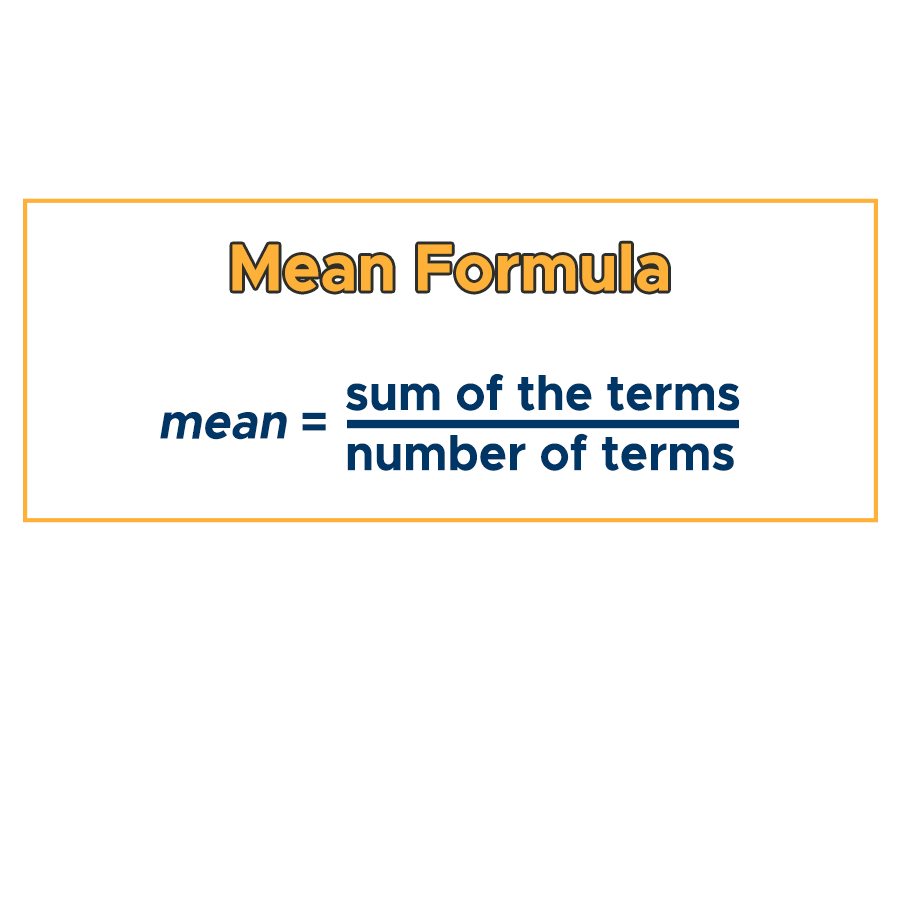 Mean Formula
mean = sum of the terms
number of terms